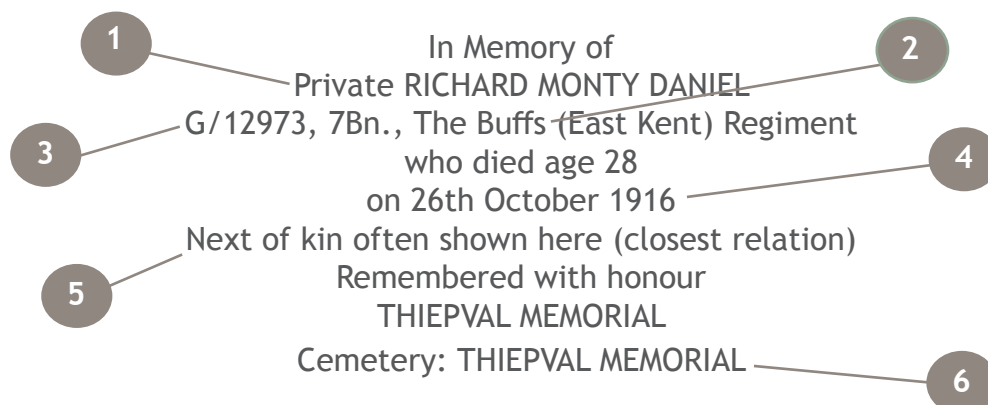 1
2
In Memory of
Private RICHARD MONTY DANIEL
G/12973, 7Bn., The Buffs (East Kent) Regiment
3
who died age 28
4
on 26th October 1916
Next of kin often shown here (closest relation)
5
Remembered with honour
THIEPVAL MEMORIAL
Cemetery: THIEPVAL MEMORIAL
6